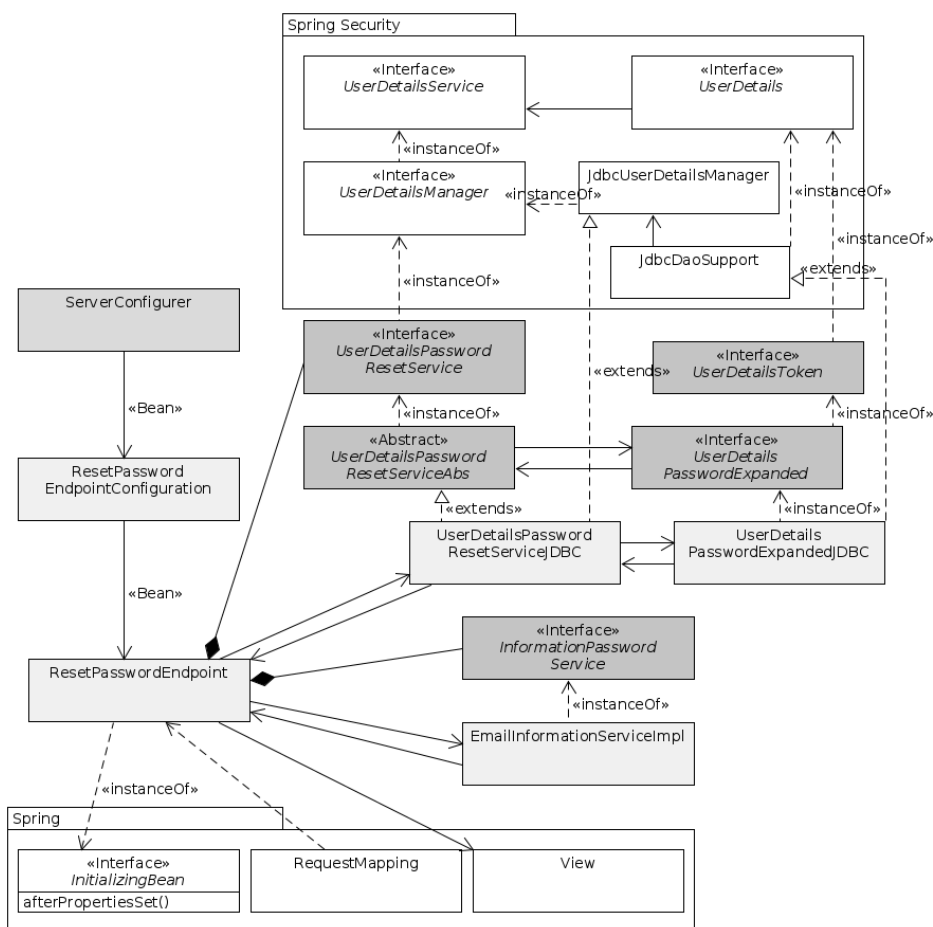 Spring Security
«Interface»
UserDetailsService
«Interface»
UserDetails
«instanceOf»
«Interface»
UserDetailsManager
«instanceOf»
JdbcUserDetailsManager
«instanceOf»
«instanceOf»
JdbcDaoSupport
«extends»
«instanceOf»
ServerConfigurer
«Interface»
UserDetailsPassword
ResetService
«Interface»
UserDetailsToken
«extends»
«Bean»
«instanceOf»
«instanceOf»
«Abstract»
UserDetailsPassword
ResetServiceAbs
«Interface»
UserDetails
PasswordExpanded
ResetPassword
EndpointConfiguration
«extends»
«instanceOf»
UserDetailsPassword
ResetServiceJDBC
UserDetails
PasswordExpandedJDBC
«Bean»
«Interface»
InformationPassword
Service
ResetPasswordEndpoint
«instanceOf»
EmailInformationServiceImpl
«instanceOf»
Spring
«Interface»
InitializingBean
afterPropertiesSet()
RequestMapping
View